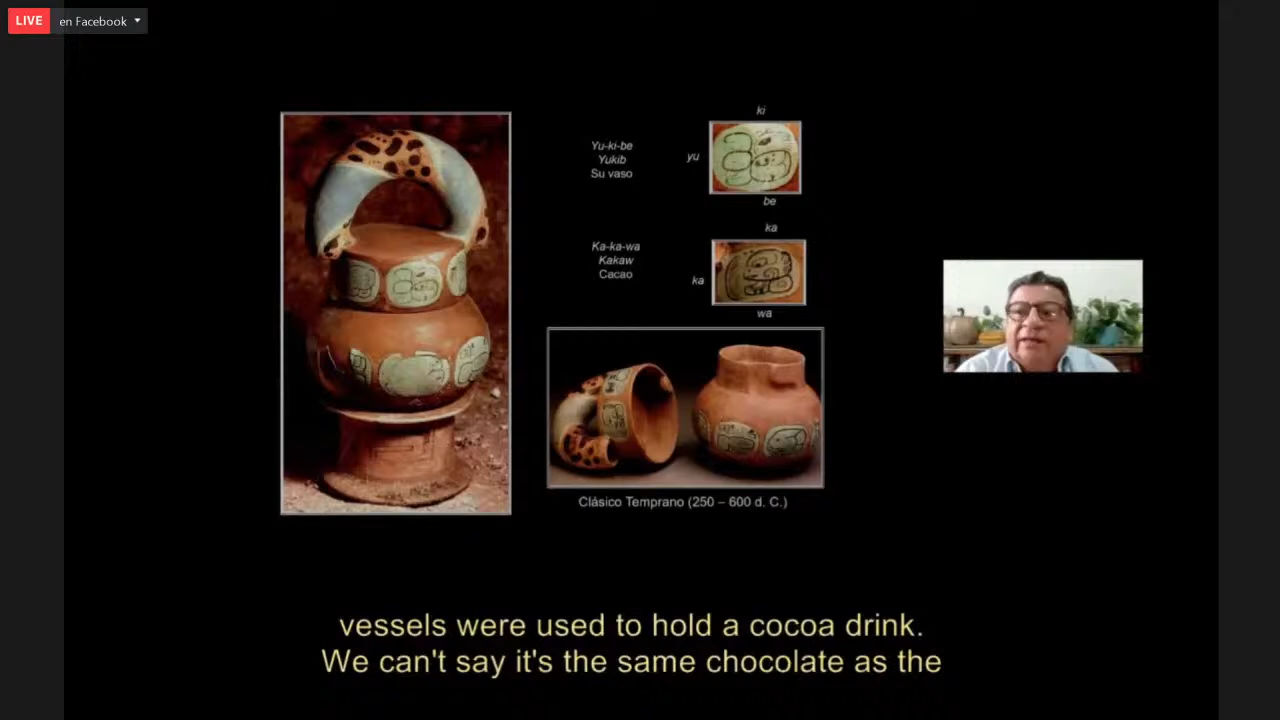 LIVE en Facebook
ki
Yu-ki-be
Yukib
Su vaso
yu
be
ka
Ka-ka-wa
Kakaw
Cacao
ka
wa
Clásico Temprano (250 – 600 d. C.)
vessels were used to hold a cocoa drink.
We can't say it's the same chocolate as the